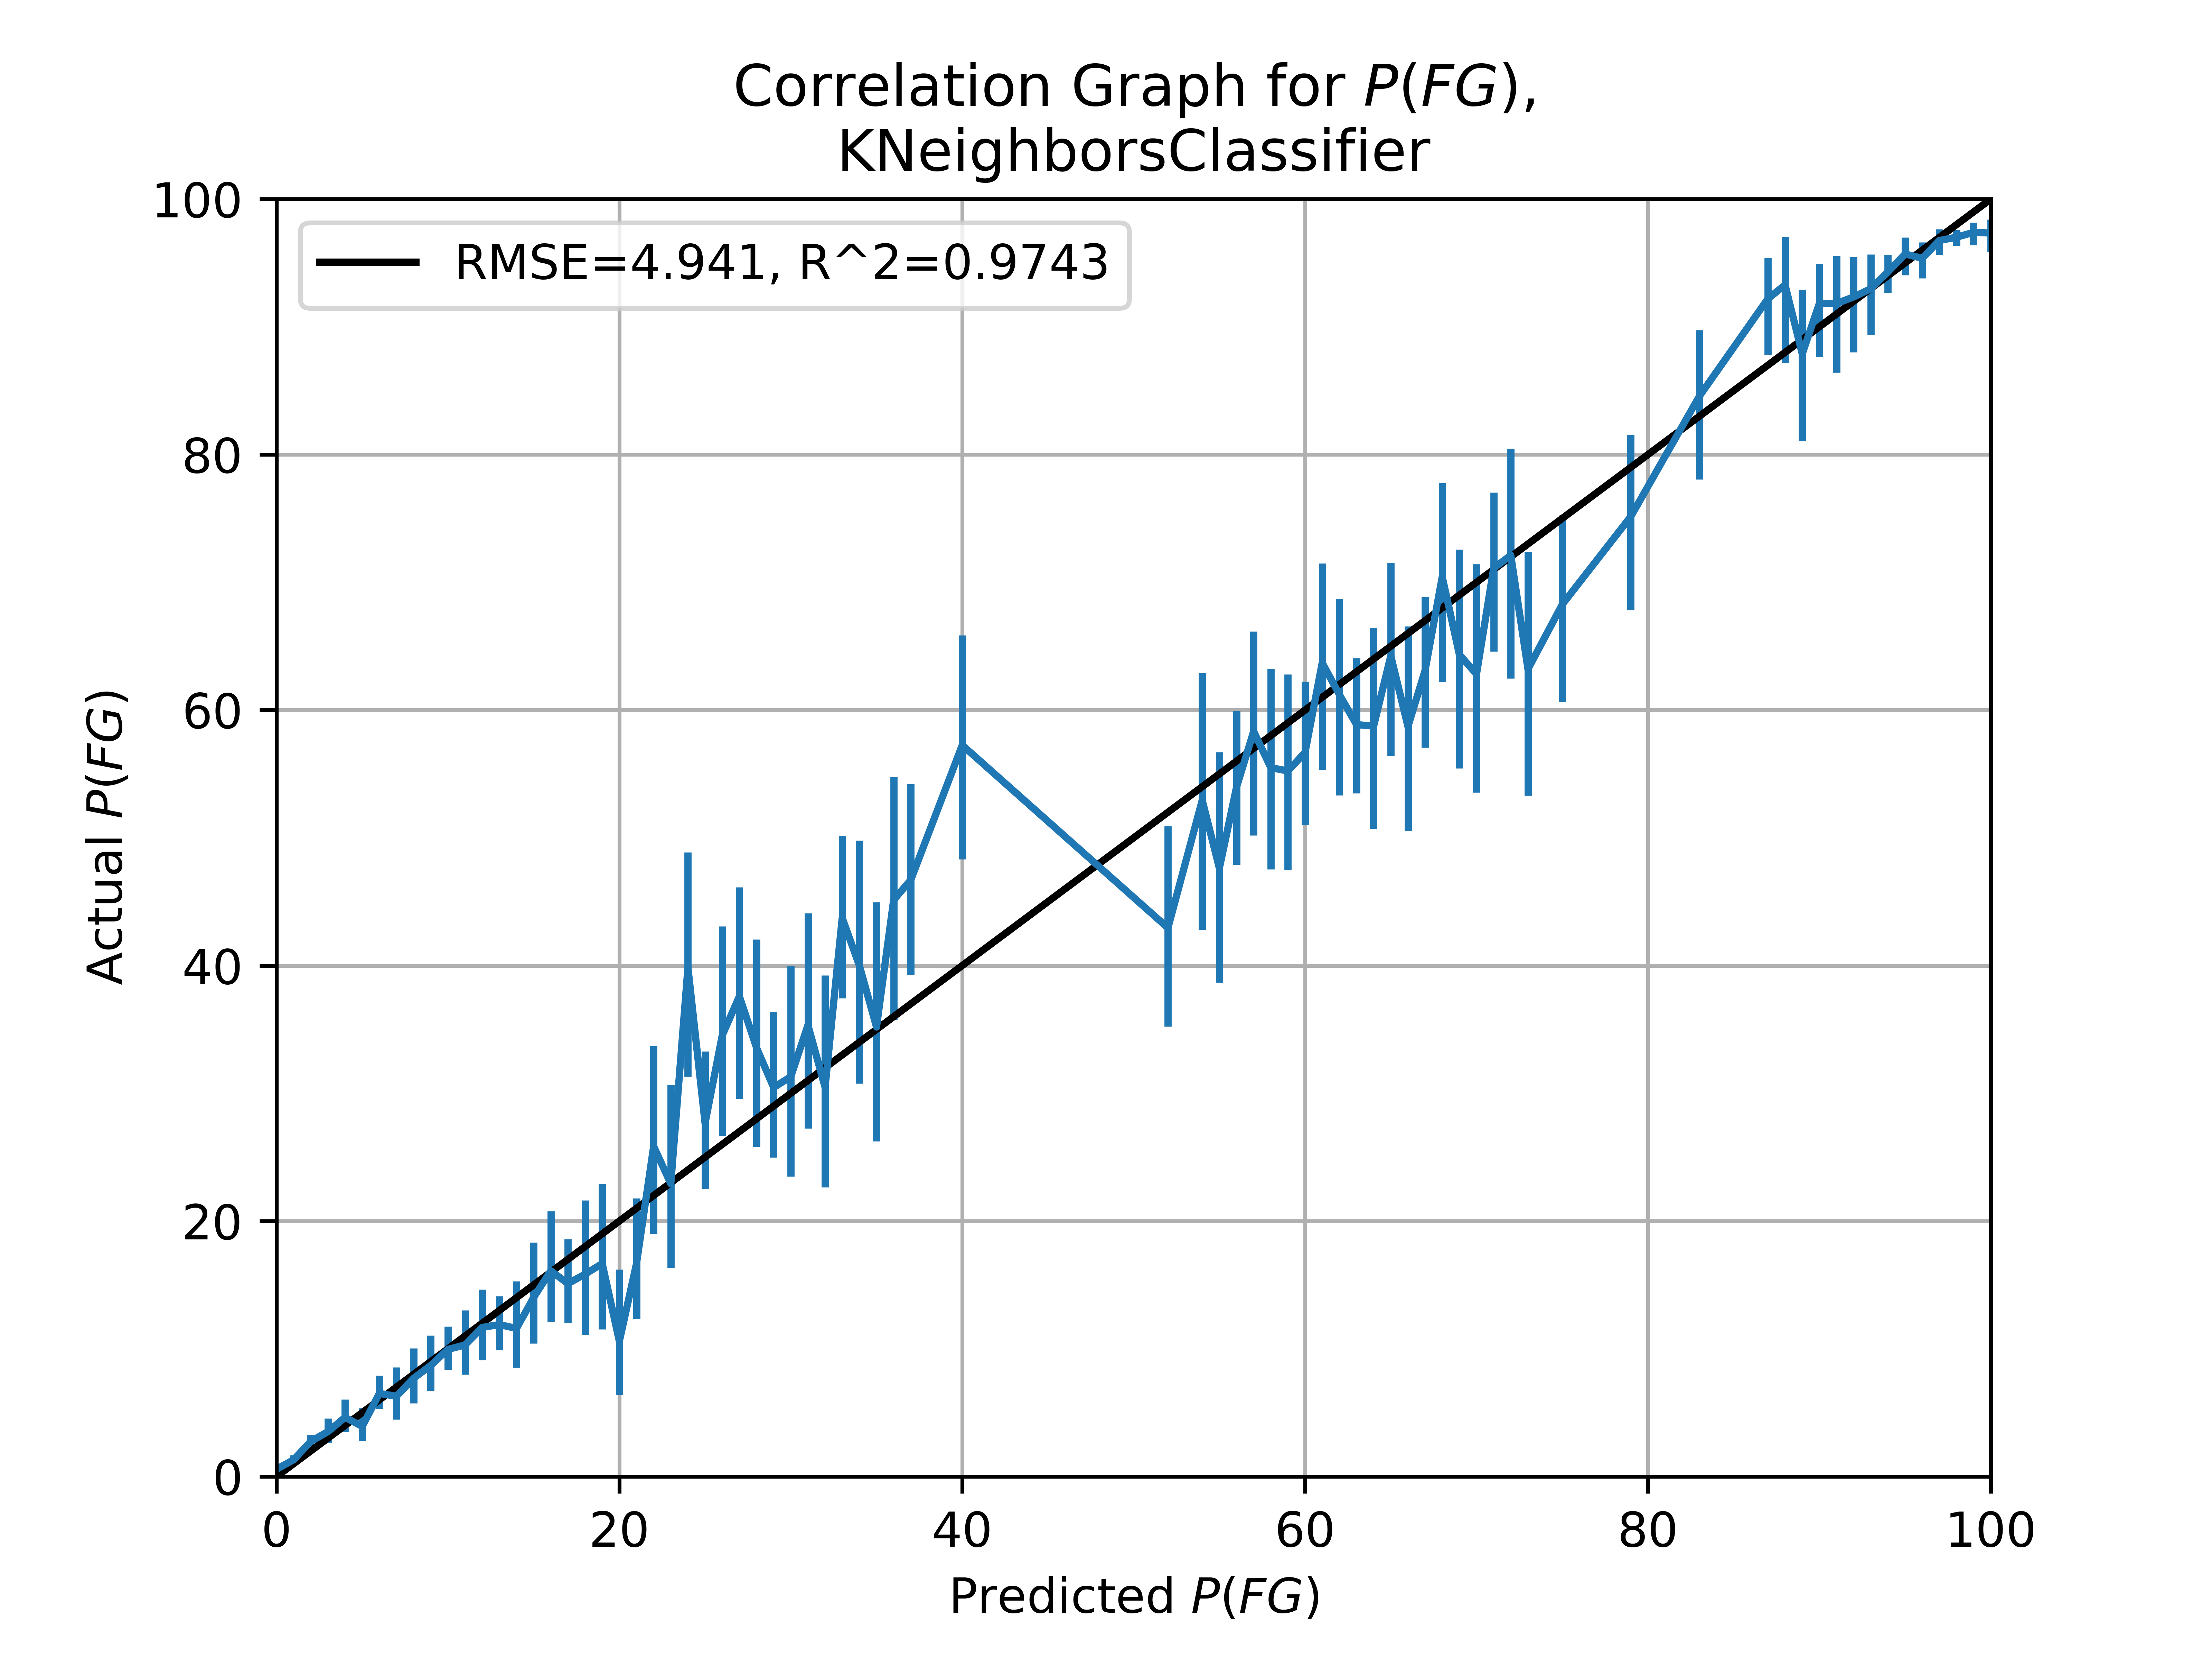 Correlation Graph for P(FG),
KNeighborsClassifier
RMSE=4.941, R^2=0.9743
100
80
60
40
20
0
Actual P(FG)
0 20 40 60 80 100
Predicted P(FG)